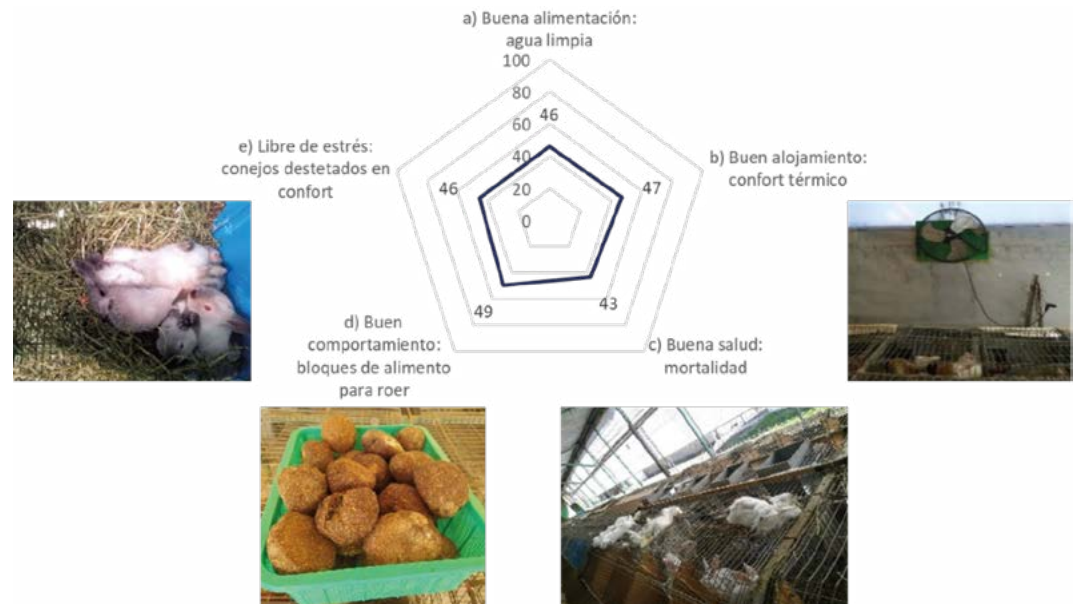 a) Buena alimentación:
agua limpia
100
80
60
40
20
0
46
47
43
49
46
b) Buen alojamiento:
confort térmico
c) Buena salud:
mortalidad
d) Buen
comportamiento:
bloques de alimento
para roer
e) Libre de estrés:
conejos destetados en
confort